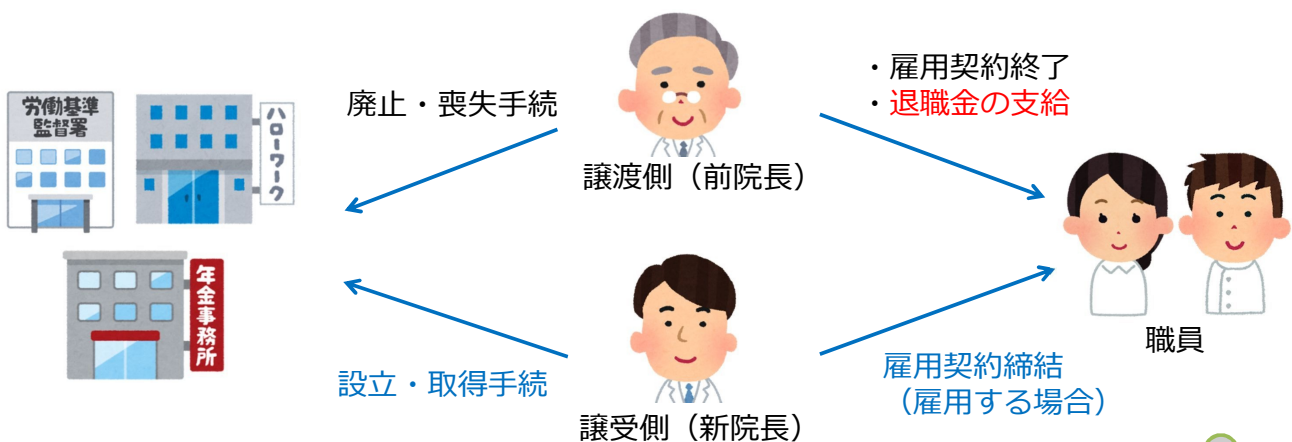 労働基準
監督署
ハローワーク
年金事務所
廃止・喪失手続
譲渡側（前院長）
・雇用契約終了
・退職金の支給
設立・取得手続
譲受側（新院長）
雇用契約締結
（雇用する場合）
職員